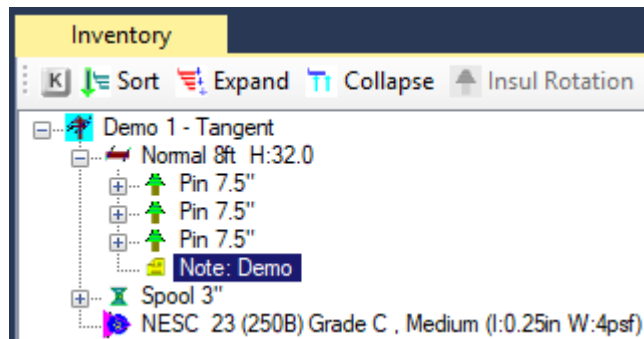 Inventory
K Sort Expand Collapse Insul Rotation
Demo 1 - Tangent
Normal 8ft H:32.0
Pin 7.5"
Pin 7.5"
Pin 7.5"
Note: Demo
Spool 3"
NESC 23 (250B) Grade C , Medium (I:0.25in W:4psf)